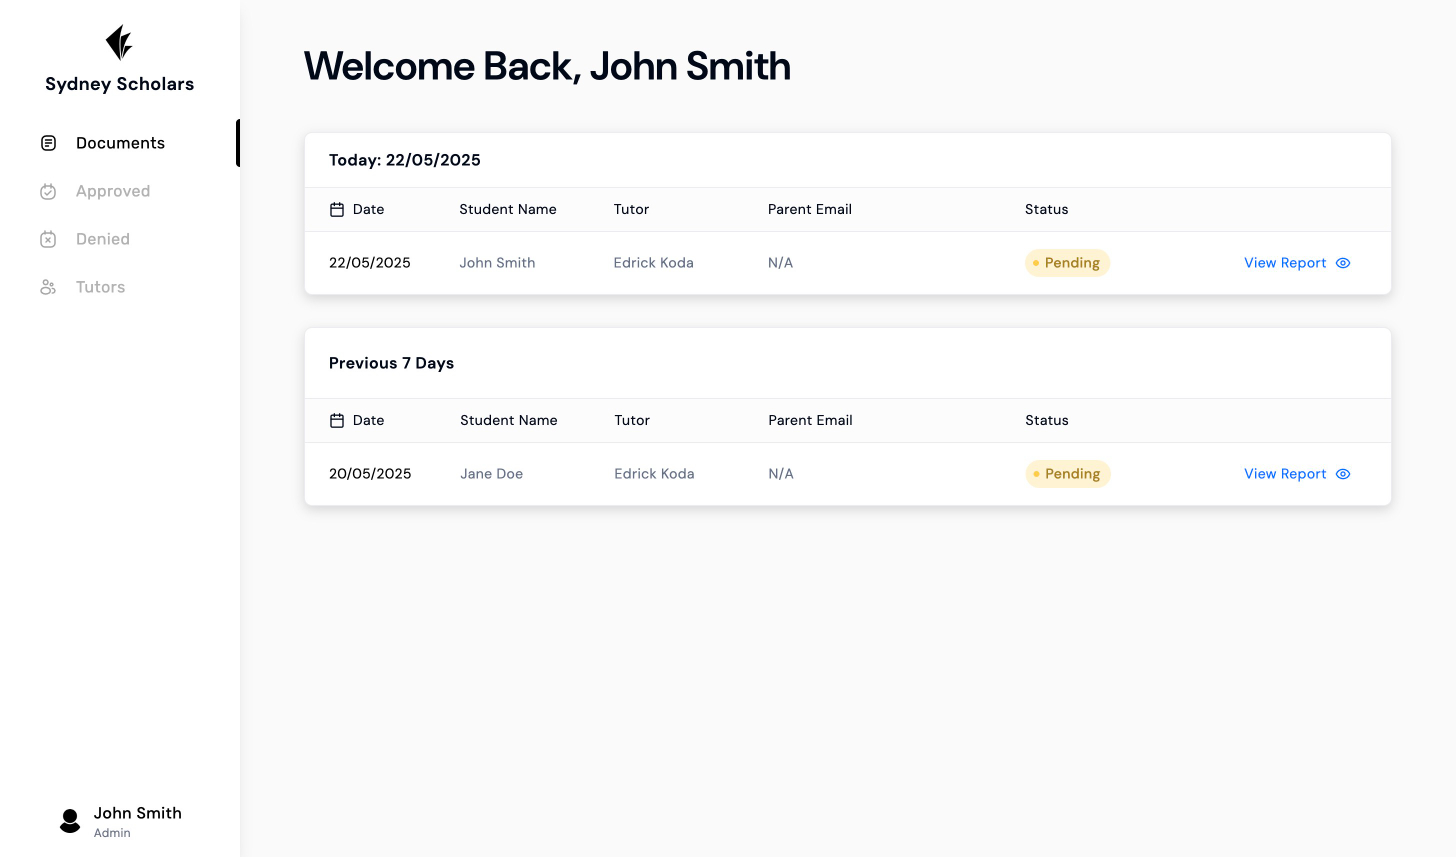 Sydney Scholars
Documents
Approved
Denied
Tutors
John Smith
Admin
Welcome Back, John Smith
Today: 22/05/2025
Date Student Name Tutor Parent Email Status
22/05/2025 John Smith Edrick Koda N/A Pending View Report
Previous 7 Days
Date Student Name Tutor Parent Email Status
20/05/2025 Jane Doe Edrick Koda N/A Pending View Report